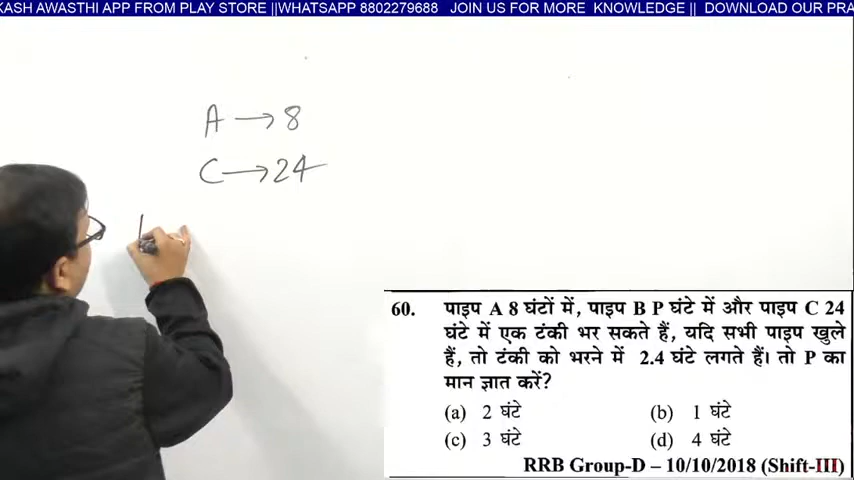 KASH AWASTHI APP FROM PLAY STORE ||WHATSAPP 8802279688 JOIN US FOR MORE KNOWLEDGE || DOWNLOAD OUR PRA
A → 8
C → 24
60. पाइप A 8 घंटों में, पाइप B P घंटे में और पाइप C 24
घंटे में एक टंकी भर सकते हैं, यदि सभी पाइप खुले
हैं, तो टंकी को भरने में 2.4 घंटे लगते हैं। तो P का
मान ज्ञात करें?
(a) 2 घंटे (b) 1 घंटे
(c) 3 घंटे (d) 4 घंटे
RRB Group-D – 10/10/2018 (Shift-III)